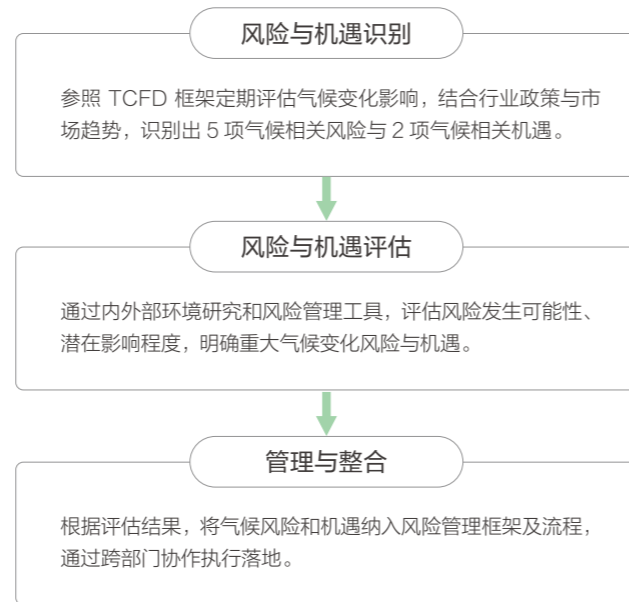 风险与机遇识别
参照 TCFD 框架定期评估气候变化影响，结合行业政策与市
场趋势，识别出 5 项气候相关风险与 2 项气候相关机遇。
风险与机遇评估
通过内外部环境研究和风险管理工具，评估风险发生可能性、
潜在影响程度，明确重大气候变化风险与机遇。
管理与整合
根据评估结果，将气候风险和机遇纳入风险管理框架及流程，
通过跨部门协作执行落地。